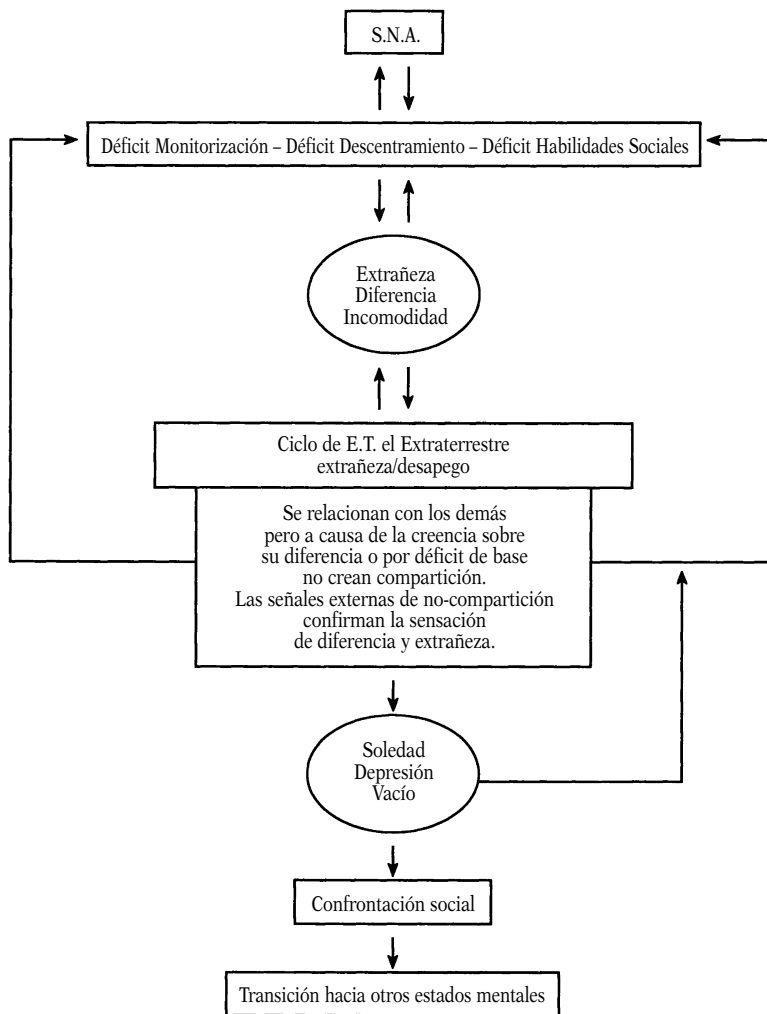 S.N.A.
Déficit Monitorización – Déficit Descentramiento – Déficit Habilidades Sociales
Extrañeza
Diferencia
Incomodidad
Ciclo de E.T. el Extraterrestre
extrañeza/desapego
Se relacionan con los demás
pero a causa de la creencia sobre
su diferencia o por déficit de base
no crean compartición.
Las señales externas de no-compartición
confirman la sensación
de diferencia y extrañeza.
Soledad
Depresión
Vacío
Confrontación social
Transición hacia otros estados mentales